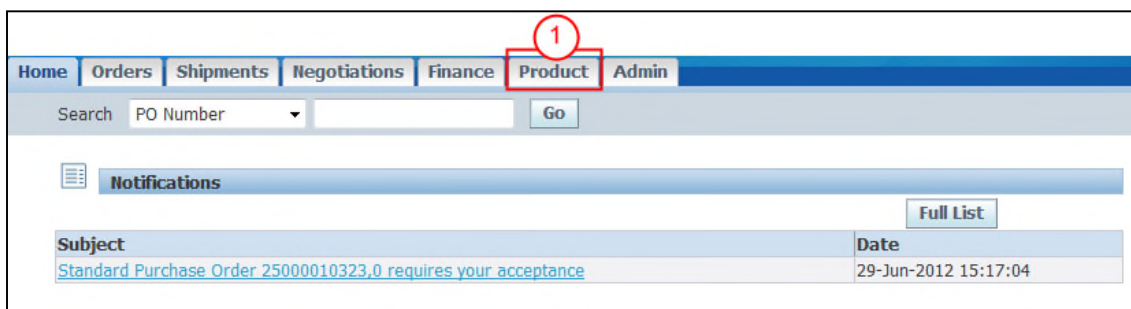 1
Home Orders Shipments Negotiations Finance Product Admin
Search PO Number Go
Notifications
Full List
Subject Date
Standard Purchase Order 25000010323,0 requires your acceptance 29-Jun-2012 15:17:04